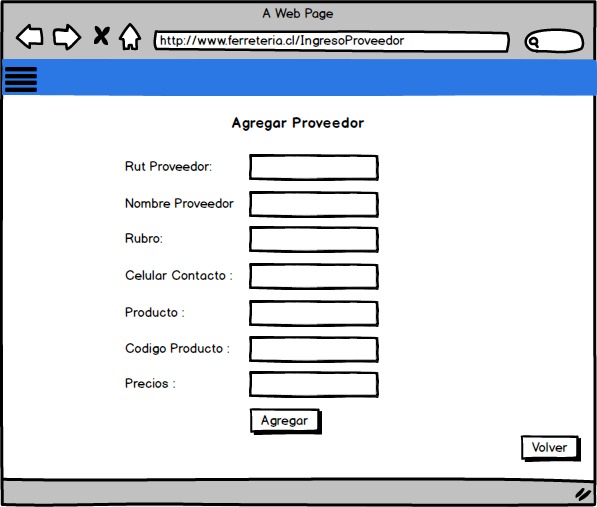 A Web Page
http://www.ferreteria.cl/IngresoProveedor
Agregar Proveedor
Rut Proveedor:
Nombre Proveedor
Rubro:
Celular Contacto :
Producto :
Codigo Producto :
Precios :
Agregar
Volver